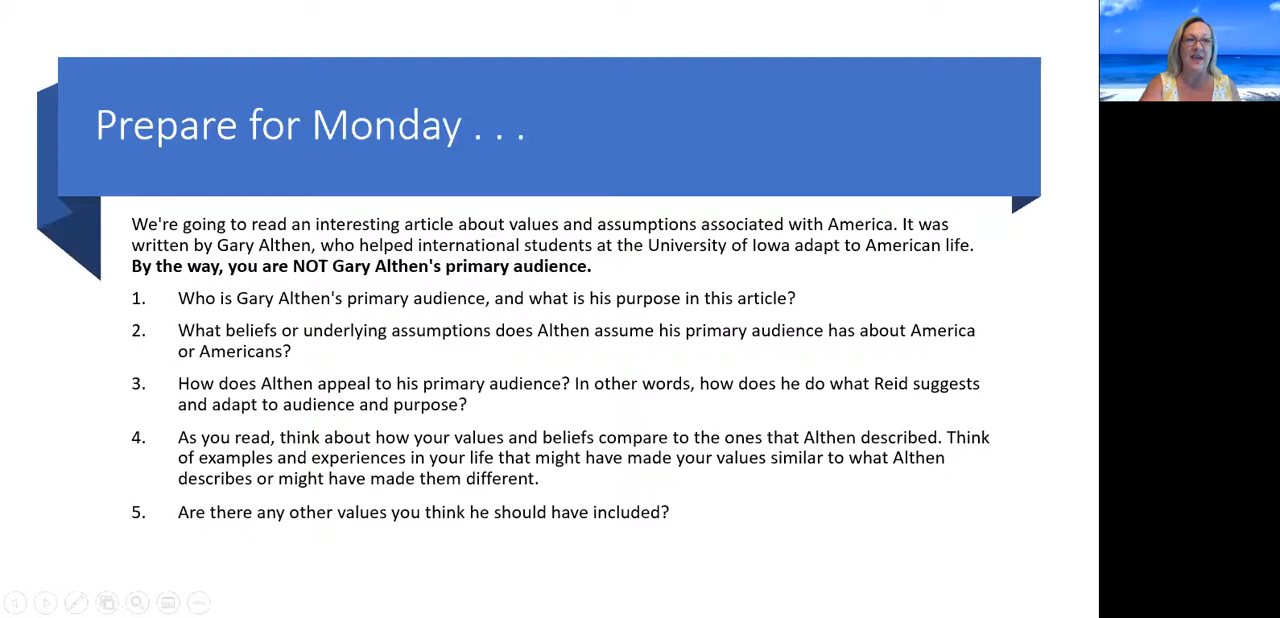 Prepare for Monday . . .
We're going to read an interesting article about values and assumptions associated with America. It was
written by Gary Althen, who helped international students at the University of Iowa adapt to American life.
By the way, you are NOT Gary Althen's primary audience.
1. Who is Gary Althen's primary audience, and what is his purpose in this article?
2. What beliefs or underlying assumptions does Althen assume his primary audience has about America
or Americans?
3. How does Althen appeal to his primary audience? In other words, how does he do what Reid suggests
and adapt to audience and purpose?
4. As you read, think about how your values and beliefs compare to the ones that Althen described. Think
of examples and experiences in your life that might have made your values similar to what Althen
describes or might have made them different.
5. Are there any other values you think he should have included?